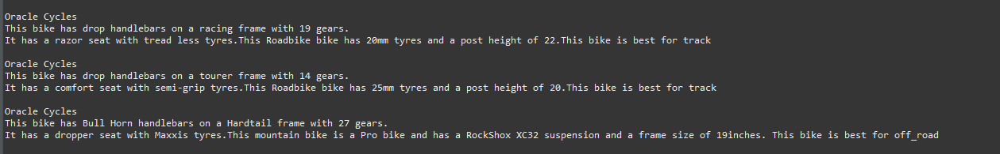 Oracle Cycles
This bike has drop handlebars on a racing frame with 19 gears.
It has a razor seat with tread less tyres.This Roadbike bike has 20mm tyres and a post height of 22.This bike is best for track
Oracle Cycles
This bike has drop handlebars on a tourer frame with 14 gears.
It has a comfort seat with semi-grip tyres.This Roadbike bike has 25mm tyres and a post height of 20.This bike is best for track
Oracle Cycles
This bike has Bull Horn handlebars on a Hardtail frame with 27 gears.
It has a dropper seat with Maxxis tyres.This mountain bike is a Pro bike and has a RockShox XC32 suspension and a frame size of 19inches. This bike is best for off_road